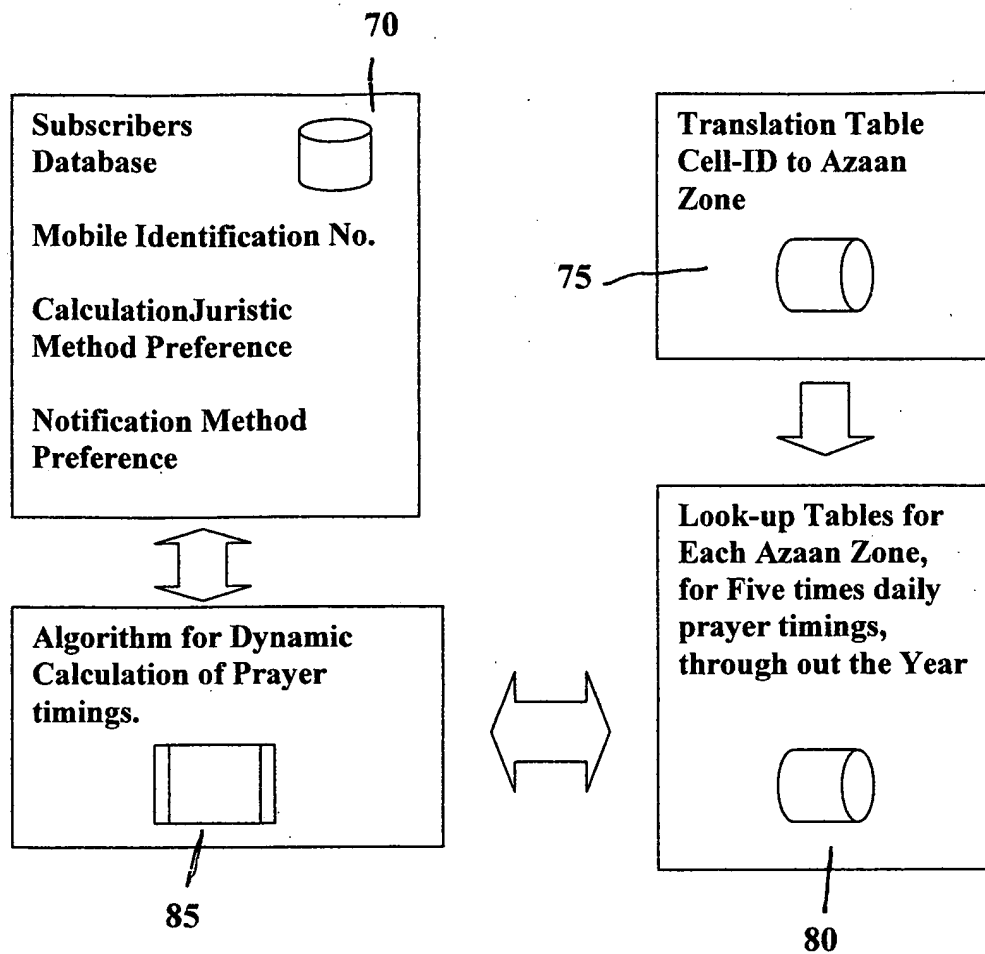 70
Subscribers
Database
Mobile Identification No.
CalculationJuristic
Method Preference
Notification Method
Preference
Translation Table
Cell-ID to Azaan
Zone
75
Algorithm for Dynamic
Calculation of Prayer
timings.
85
Look-up Tables for
Each Azaan Zone,
for Five times daily
prayer timings,
through out the Year
80